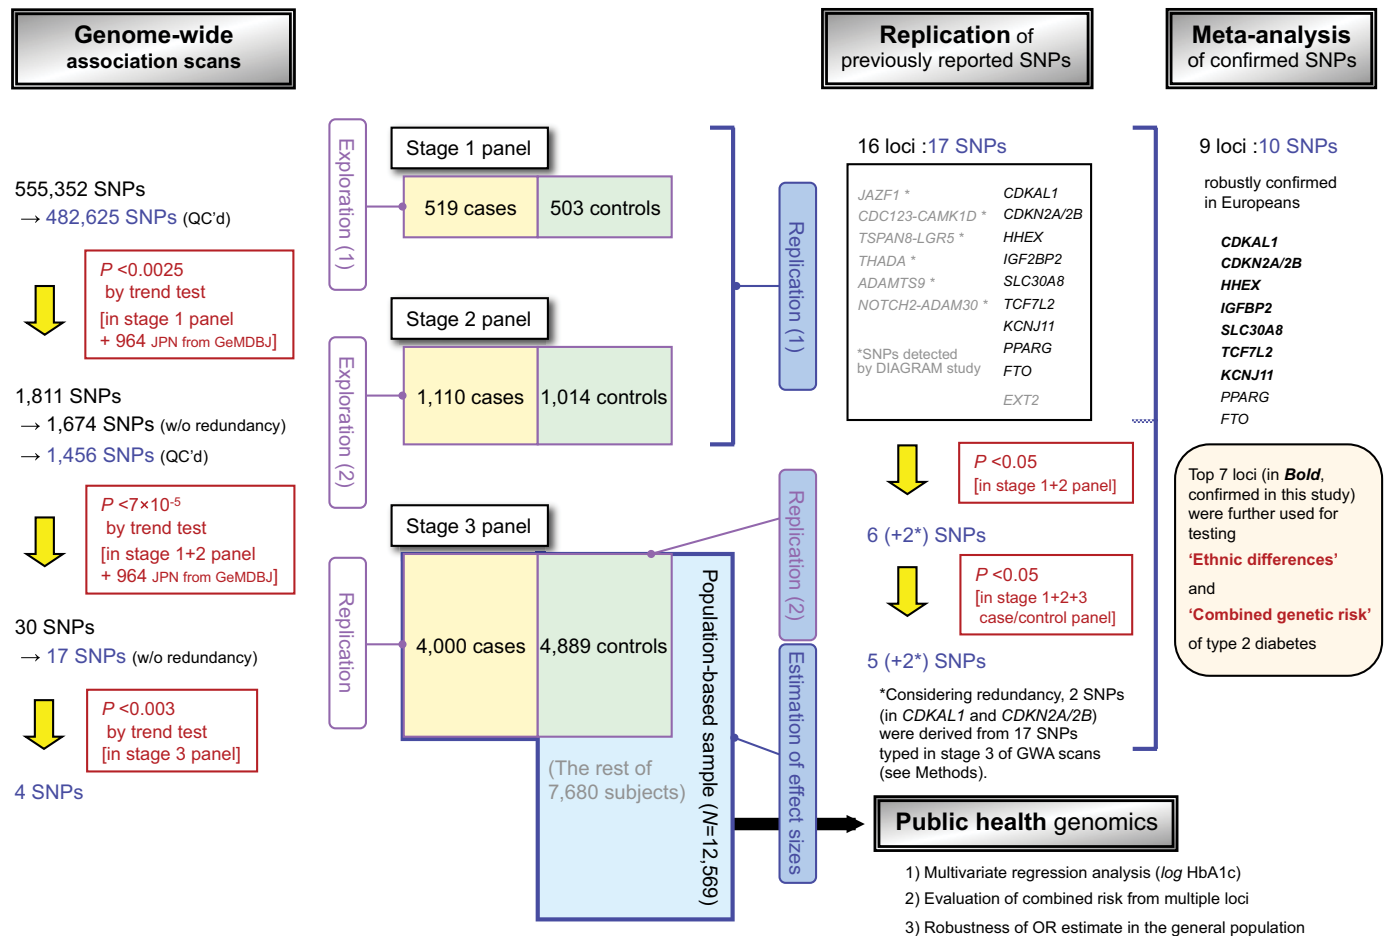 Genome-wide
association scans
555,352 SNPs
→ 482,625 SNPs (QC'd)
P <0.0025
by trend test
[in stage 1 panel
+ 964 JPN from GeMDBJ]
1,811 SNPs
→ 1,674 SNPs (w/o redundancy)
→ 1,456 SNPs (QC'd)
P <7×10-5
by trend test
[in stage 1+2 panel
+ 964 JPN from GeMDBJ]
30 SNPs
→ 17 SNPs (w/o redundancy)
P <0.003
by trend test
[in stage 3 panel]
4 SNPs
Exploration (1)
Stage 1 panel
519 cases
503 controls
Exploration (2)
Stage 2 panel
1,110 cases
1,014 controls
Replication
Stage 3 panel
4,000 cases
4,889 controls
(The rest of
7,680 subjects)
Population-based sample (N=12,569)
Replication (1)
Replication (2)
Estimation of effect sizes
Replication of
previously reported SNPs
16 loci :17 SNPs
JAZF1 *
CDC123-CAMK1D *
TSPAN8-LGR5 *
THADA *
ADAMTS9 *
NOTCH2-ADAM30 *
*SNPs detected
by DIAGRAM study
CDKAL1
CDKN2A/2B
HHEX
IGF2BP2
SLC30A8
TCF7L2
KCNJ11
PPARG
FTO
EXT2
P <0.05
[in stage 1+2 panel]
6 (+2*) SNPs
P <0.05
[in stage 1+2+3
case/control panel]
5 (+2*) SNPs
*Considering redundancy, 2 SNPs
(in CDKAL1 and CDKN2A/2B)
were derived from 17 SNPs
typed in stage 3 of GWA scans
(see Methods).
Meta-analysis
of confirmed SNPs
9 loci :10 SNPs
robustly confirmed
in Europeans
CDKAL1
CDKN2A/2B
HHEX
IGFBP2
SLC30A8
TCF7L2
KCNJ11
PPARG
FTO
Top 7 loci (in Bold,
confirmed in this study)
were further used for
testing
'Ethnic differences'
and
'Combined genetic risk'
of type 2 diabetes
Public health genomics
1) Multivariate regression analysis (log HbA1c)
2) Evaluation of combined risk from multiple loci
3) Robustness of OR estimate in the general population